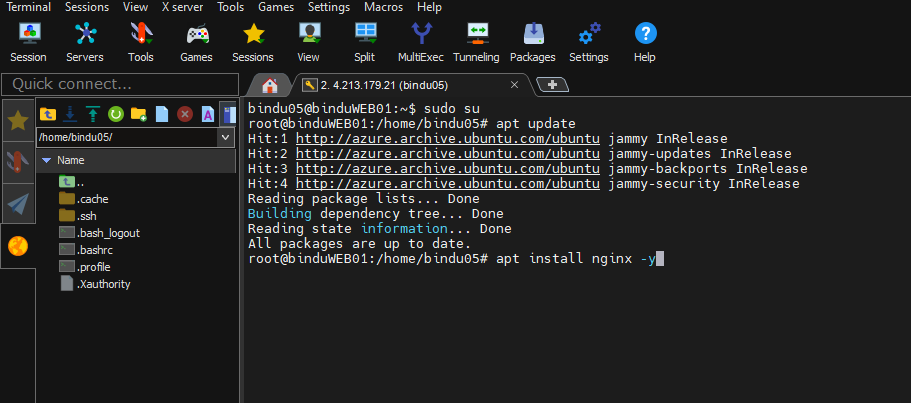 Terminal Sessions View X server Tools Games Settings Macros Help
Session Servers Tools Games Sessions View Split MultiExec Tunneling Packages Settings Help
Quick connect...
2. 4.213.179.21 (bindu05)
/home/bindu05/
Name
..
.cache
.ssh
.bash_logout
.bashrc
.profile
.Xauthority
bindu05@binduWEB01:~$ sudo su
root@binduWEB01:/home/bindu05# apt update
Hit:1 http://azure.archive.ubuntu.com/ubuntu jammy InRelease
Hit:2 http://azure.archive.ubuntu.com/ubuntu jammy-updates InRelease
Hit:3 http://azure.archive.ubuntu.com/ubuntu jammy-backports InRelease
Hit:4 http://azure.archive.ubuntu.com/ubuntu jammy-security InRelease
Reading package lists... Done
Building dependency tree... Done
Reading state information... Done
All packages are up to date.
root@binduWEB01:/home/bindu05# apt install nginx -y